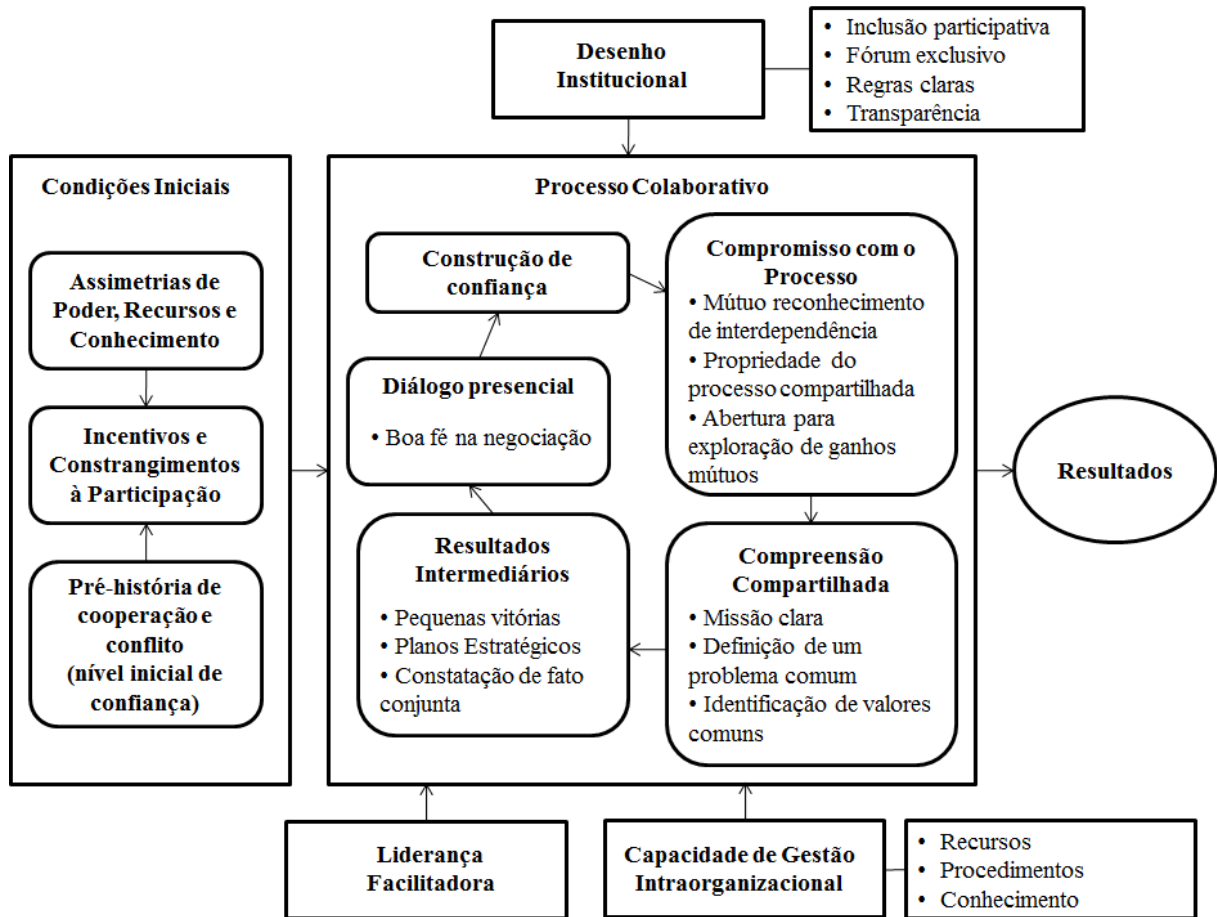 Desenho
Institucional
• Inclusão participativa
• Fórum exclusivo
• Regras claras
• Transparência
Condições Iniciais
Assimetrias de
Poder, Recursos e
Conhecimento
Incentivos e
Constrangimentos
à Participação
Pré-história de
cooperação e
conflito
(nível inicial de
confiança)
Processo Colaborativo
Construção de
confiança
Compromisso com o
Processo
• Mútuo reconhecimento
de interdependência
• Propriedade do
processo compartilhada
• Abertura para
exploração de ganhos
mútuos
Diálogo presencial
• Boa fé na negociação
Resultados
Intermediários
• Pequenas vitórias
• Planos Estratégicos
• Constatação de fato
conjunta
Compreensão
Compartilhada
• Missão clara
• Definição de um
problema comum
• Identificação de valores
comuns
Resultados
Liderança
Facilitadora
Capacidade de Gestão
Intraorganizacional
• Recursos
• Procedimentos
• Conhecimento